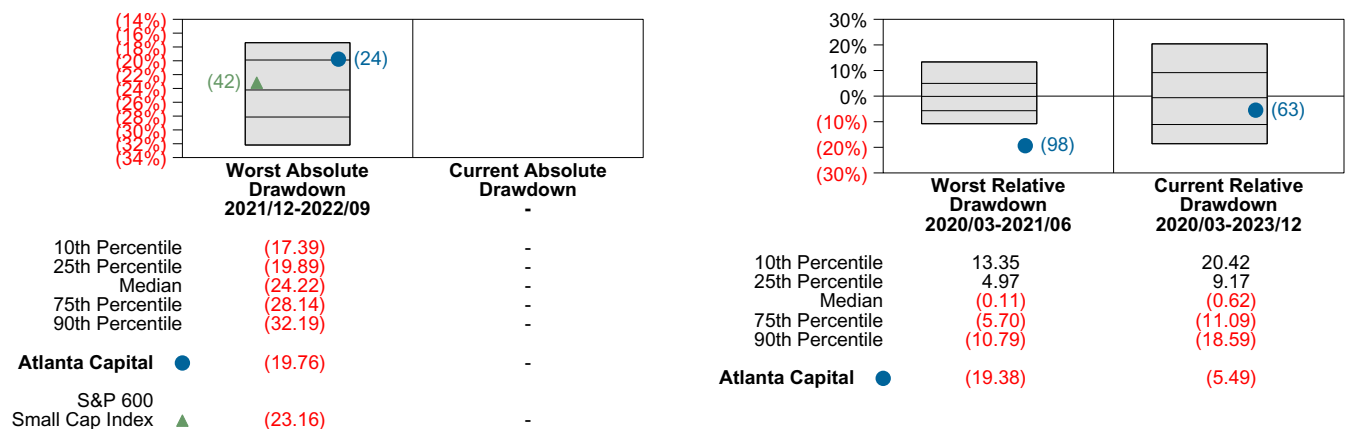 (14%)
(16%)
(18%)
(20%)
(22%)
(24%)
(26%)
(28%)
(30%)
(32%)
(34%)
(24)
(42)
Worst Absolute Drawdown 2021/12-2022/09
Current Absolute Drawdown -
10th Percentile (17.39) -
25th Percentile (19.89) -
Median (24.22) -
75th Percentile (28.14) -
90th Percentile (32.19) -
Atlanta Capital (19.76) -
S&P 600
Small Cap Index (23.16) -
30%
20%
10%
0%
(10%)
(20%)
(30%)
(98)
(63)
Worst Relative Drawdown 2020/03-2021/06
Current Relative Drawdown 2020/03-2023/12
10th Percentile 13.35 20.42
25th Percentile 4.97 9.17
Median (0.11) (0.62)
75th Percentile (5.70) (11.09)
90th Percentile (10.79) (18.59)
Atlanta Capital (19.38) (5.49)